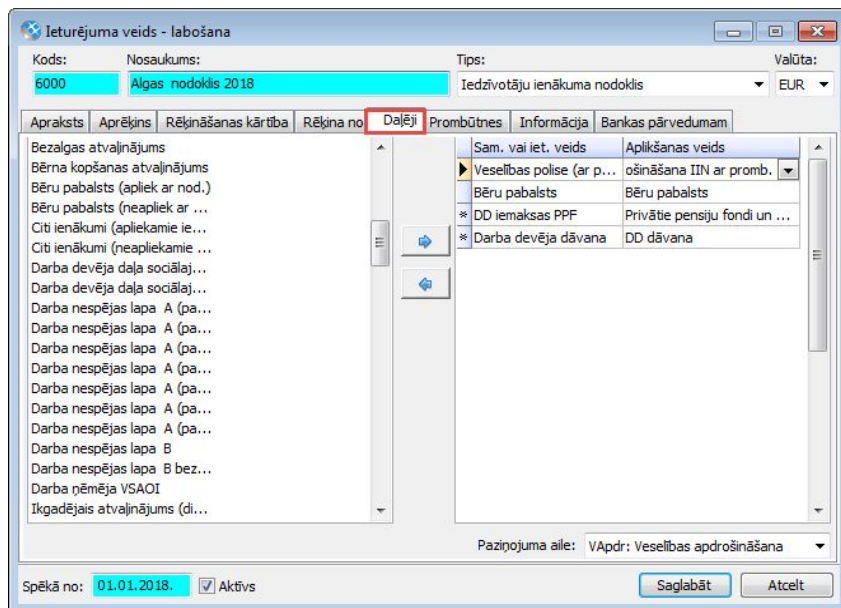 Ieturējuma veids - labošana
Kods: Nosaukums: Tips: Valūta:
6000 Algas nodoklis 2018 Iedzīvotāju ienākuma nodoklis EUR
Apraksts Aprēķins Rēķināšanas kārtība Rēķina no Daļēji Prombūtnes Informācija Bankas pārvedumam
Bezalgas atvaļinājums
Bērna kopšanas atvaļinājums
Bēru pabalsts (apliek ar nod.)
Bēru pabalsts (neapliek ar ...
Citi ienākumi (apliekamie ie...
Citi ienākumi (neapliekamie ...
Darba devēja daļa sociālaj...
Darba devēja daļa sociālaj...
Darba nespējas lapa A (pa...
Darba nespējas lapa A (pa...
Darba nespējas lapa A (pa...
Darba nespējas lapa A (pa...
Darba nespējas lapa A (pa...
Darba nespējas lapa A (pa...
Darba nespējas lapa A (pa...
Darba nespējas lapa B
Darba nespējas lapa B bez...
Darba ņēmēja VSAOI
Ikgadējais atvaļinājums (di...
Sam. vai iet. veids Aplikšanas veids
Veselības polise (ar p... ošināšana IIN ar promb.
Bēru pabalsts Bēru pabalsts
* DD iemaksas PPF Privātie pensiju fondi un ...
* Darba devēja dāvana DD dāvana
Paziņojuma aile: VApdr: Veselības apdrošināšana
Spēkā no: 01.01.2018. Aktīvs Saglabāt Atcelt